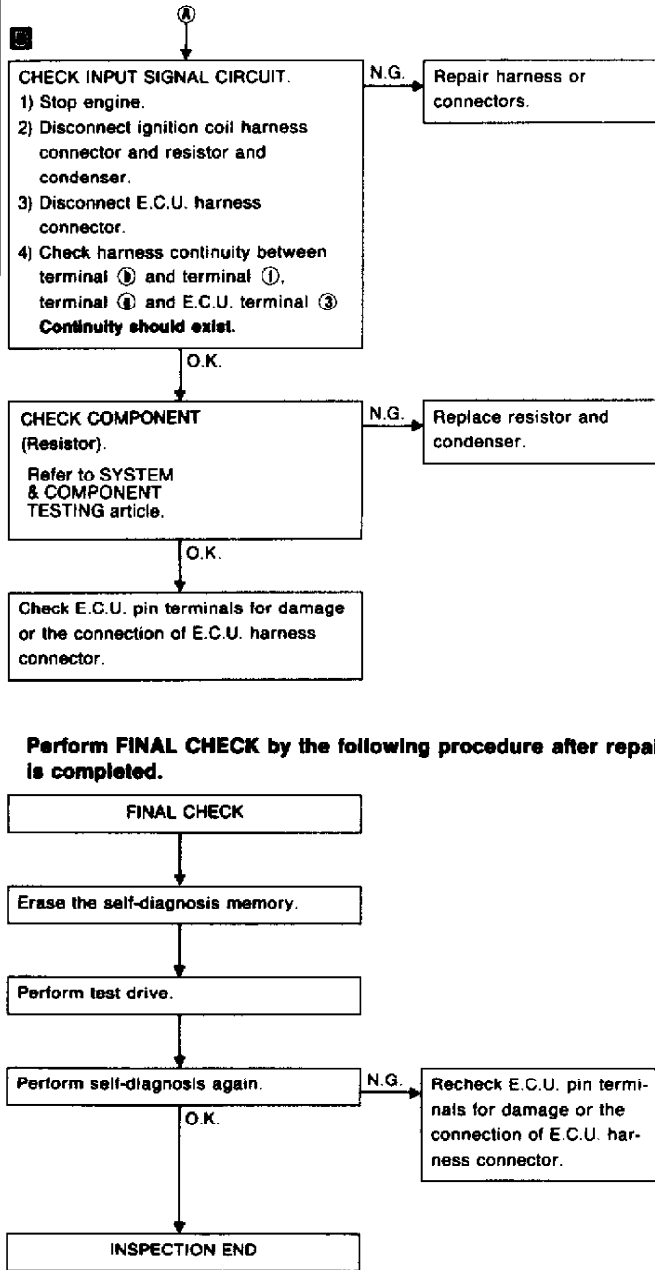 Ⓐ
CHECK INPUT SIGNAL CIRCUIT.
1) Stop engine.
2) Disconnect ignition coil harness
connector and resistor and
condenser.
3) Disconnect E.C.U. harness
connector.
4) Check harness continuity between
terminal ⓑ and terminal
terminal and E.C.U. terminal ③
Continuity should exist.
N.G.
Repair harness or
connectors.
O.K.
CHECK COMPONENT
(Resistor).
Refer to SYSTEM
& COMPONENT
TESTING article.
N.G.
Replace resistor and
condenser.
O.K.
Check E.C.U. pin terminals for damage
or the connection of E.C.U. harness
connector.
Perform FINAL CHECK by the following procedure after repai
is completed.
FINAL CHECK
Erase the self-diagnosis memory.
Perform test drive.
Perform self-diagnosis again.
N.G.
Recheck E.C.U. pin termi-
nals for damage or the
connection of E.C.U. har-
ness connector.
O.K.
INSPECTION END